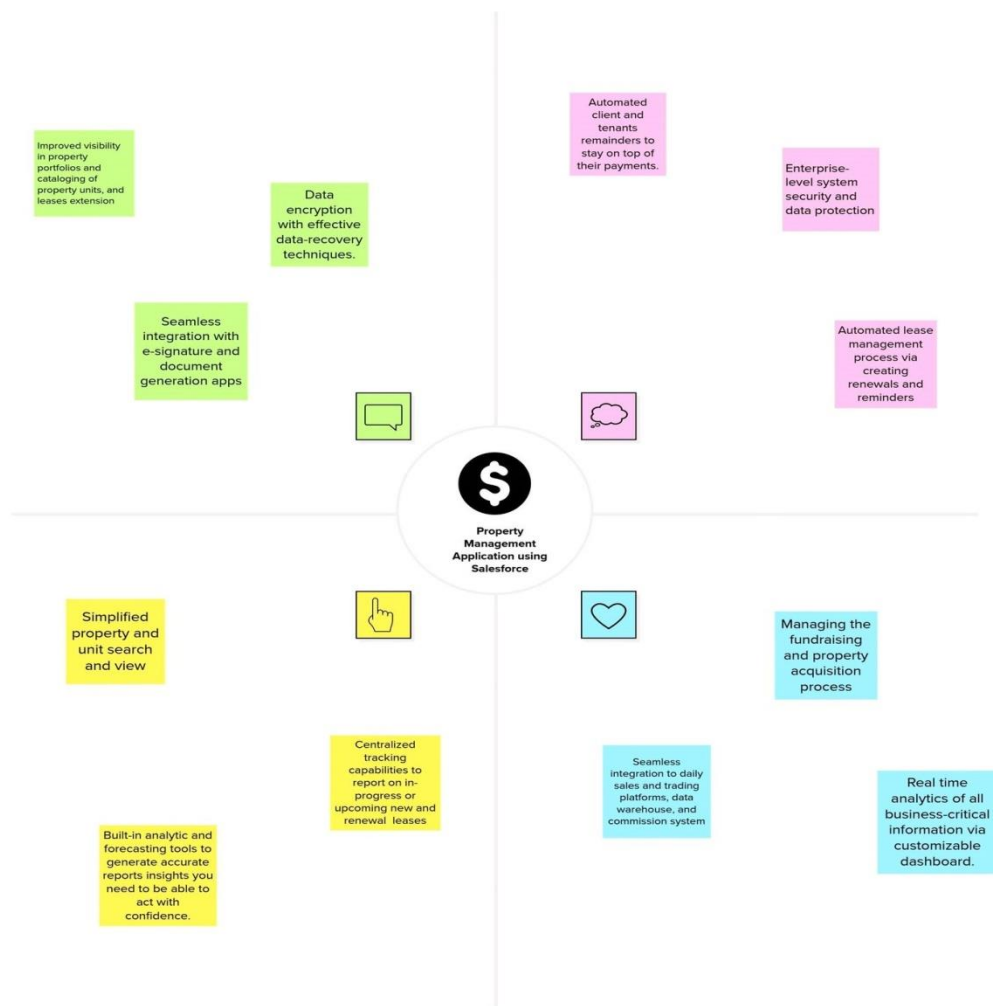 Improved visibility
in property
portfolios and
cataloging of
property units, and
leases extension
Data
encryption
with effective
data-recovery
techniques.
Seamless
integration with
e-signature and
document
generation apps
Automated
client and
tenants
remainders to
stay on top of
their payments.
Enterprise-
level system
security and
data protection
Automated lease
management
process via
creating
renewals and
reminders
$
Property
Management
Application using
Salesforce
Simplified
property and
unit search
and view
Centralized
tracking
capabilities to
report on in-
progress or
upcoming new and
renewal leases
Built-in analytic and
forecasting tools to
generate accurate
reports insights you
need to be able to
act with
confidence.
Managing the
fundraising
and property
acquisition
process
Seamless
integration to daily
sales and trading
platforms, data
warehouse, and
commission system
Real time
analytics of all
business-critical
information via
customizable
dashboard.